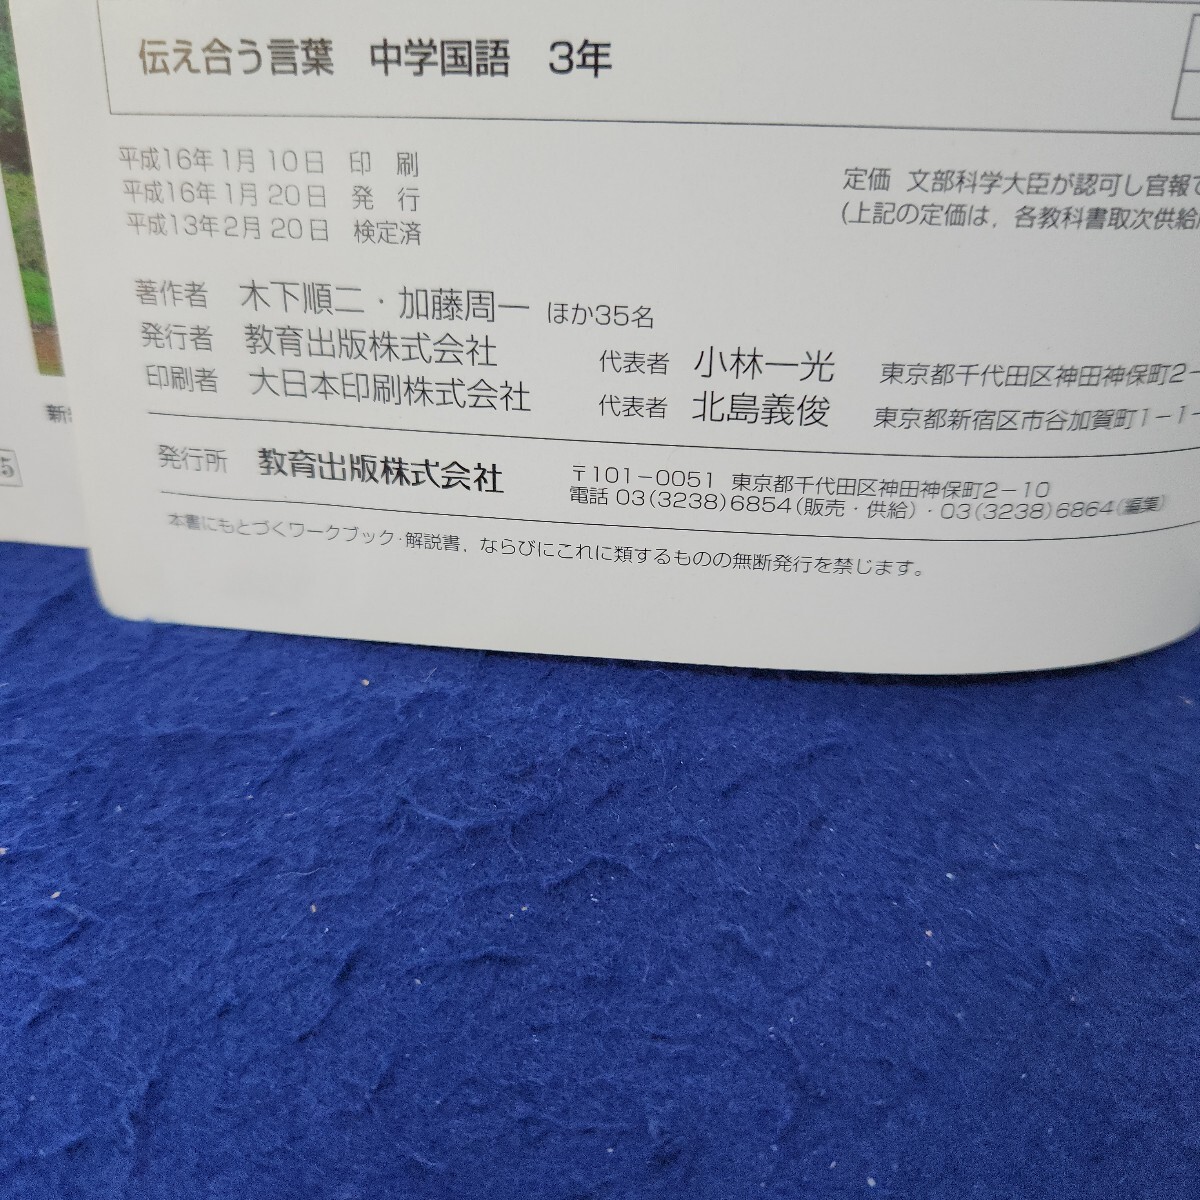 伝え合う言葉 中学国語 3年
平成16年1月10日 印 刷
平成16年1月20日 発 行
平成13年2月20日 検定済
定価 文部科学大臣が認可し官報で
(上記の定価は,各教科書取次供給
著作者 木下順二・加藤周一 ほか35名
発行者 教育出版株式会社 代表者 小林一光 東京都千代田区神田神保町2-
印刷者 大日本印刷株式会社 代表者 北島義俊 東京都新宿区市谷加賀町1-1-
発行所 教育出版株式会社 〒101-0051 東京都千代田区神田神保町2-10
電話 03(3238)6854(販売・供給)・03(3238)6864(編集)
本書にもとづくワークブック・解説書,ならびにこれに類するものの無断発行を禁じます。
新
5